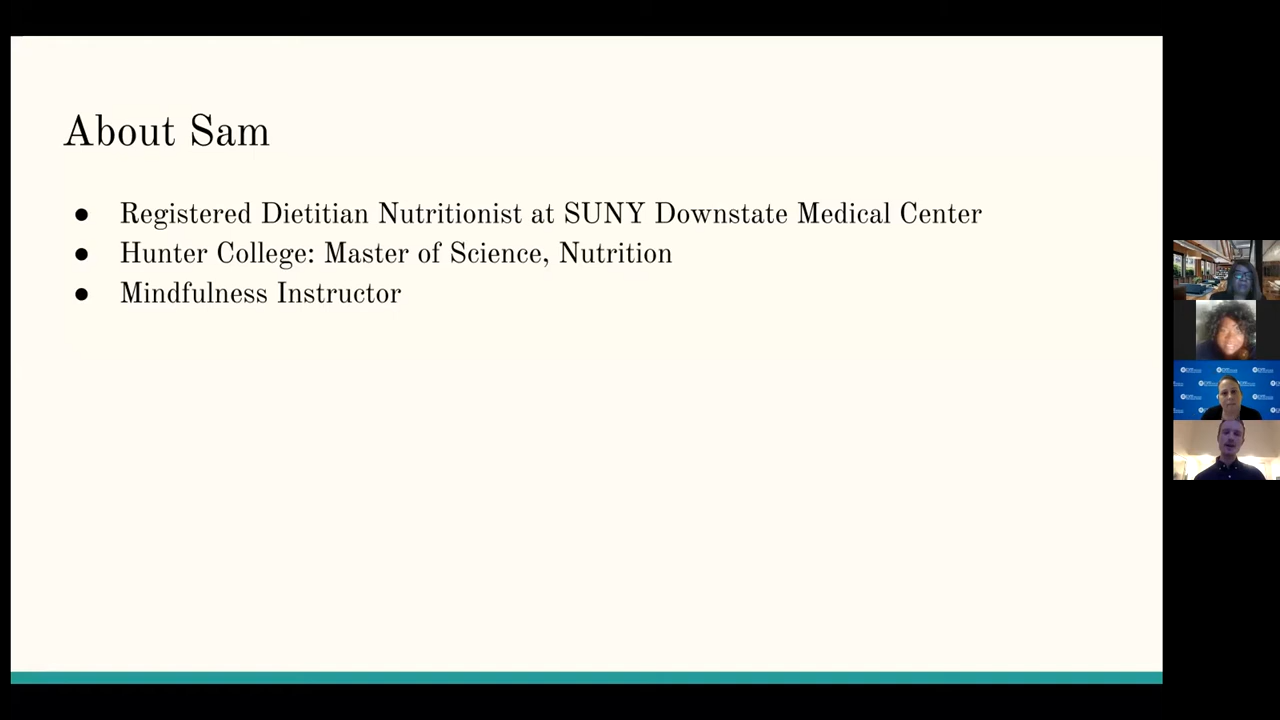 About Sam
● Registered Dietitian Nutritionist at SUNY Downstate Medical Center
● Hunter College: Master of Science, Nutrition
● Mindfulness Instructor